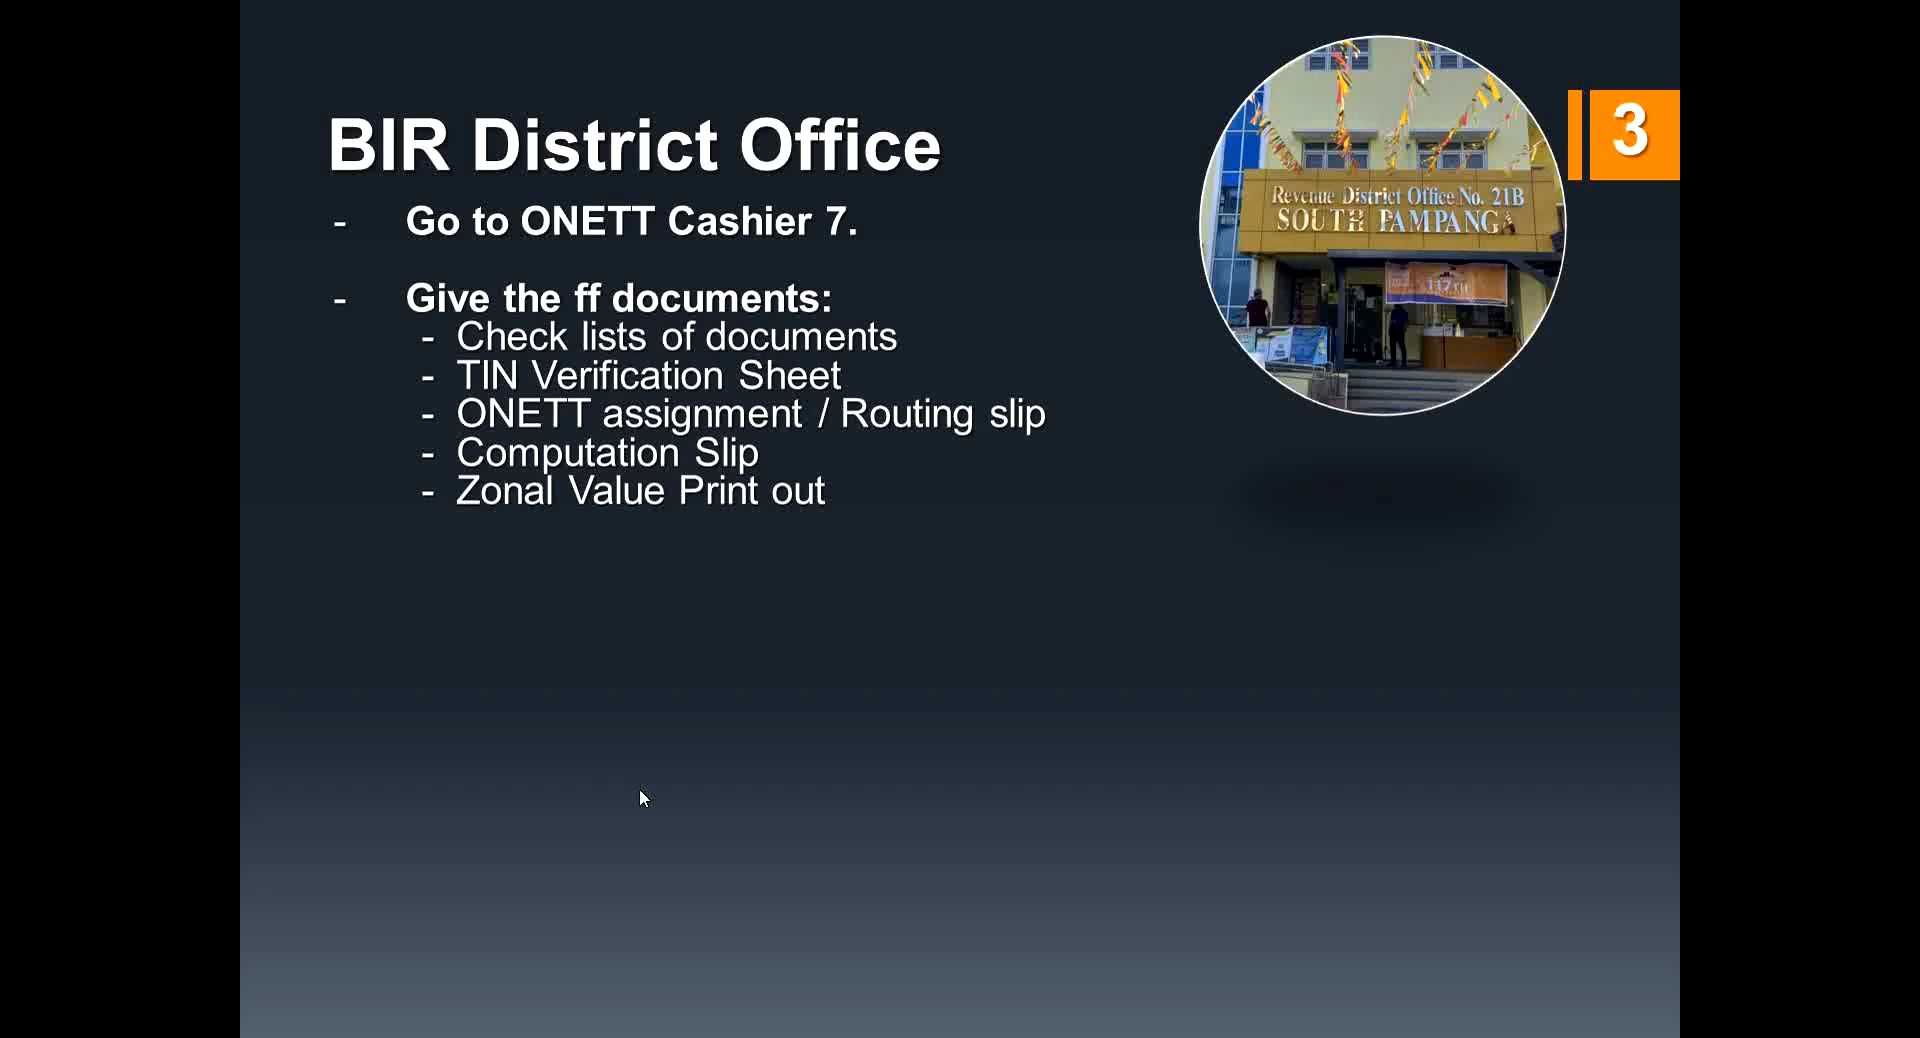 BIR District Office
3
- Go to ONETT Cashier 7.
- Give the ff documents:
- Check lists of documents
- TIN Verification Sheet
- ONETT assignment / Routing slip
- Computation Slip
- Zonal Value Print out
Revenue District Office No. 21B
SOUTH PAMPANGA
117TH